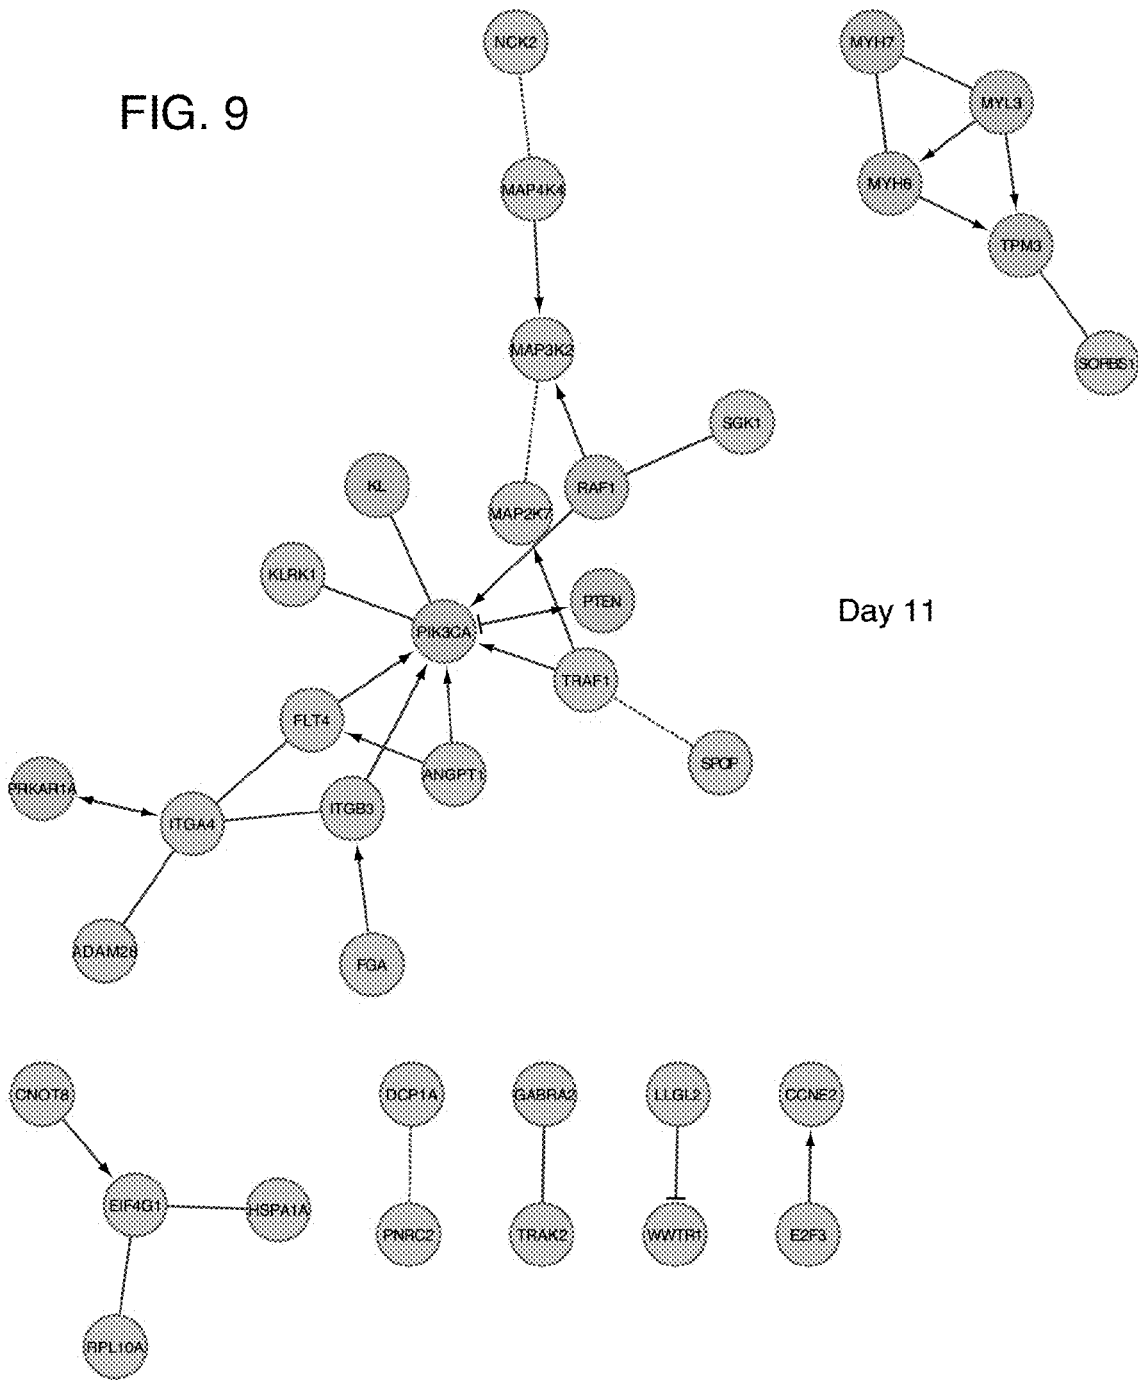 NCK2
MYH7
FIG. 9
MYL3
MYH6
MAP4K4
TPM3
MAP3K2
SORBS1
SGK1
KL
RAF1
MAP2K7
KLRK1
PTEN
Day 11
PIK3CA
TRAF1
FLT4
SPOP
ANGPT1
PRKAR1A
ITGB3
ITGA4
ADAM28
FGA
CNOT8
DCP1A
GABRA2
LLGL2
CCNE2
EIF4G1
HSPA1A
PNRC2
TRAK2
WWTR1
E2F3
RPL10A